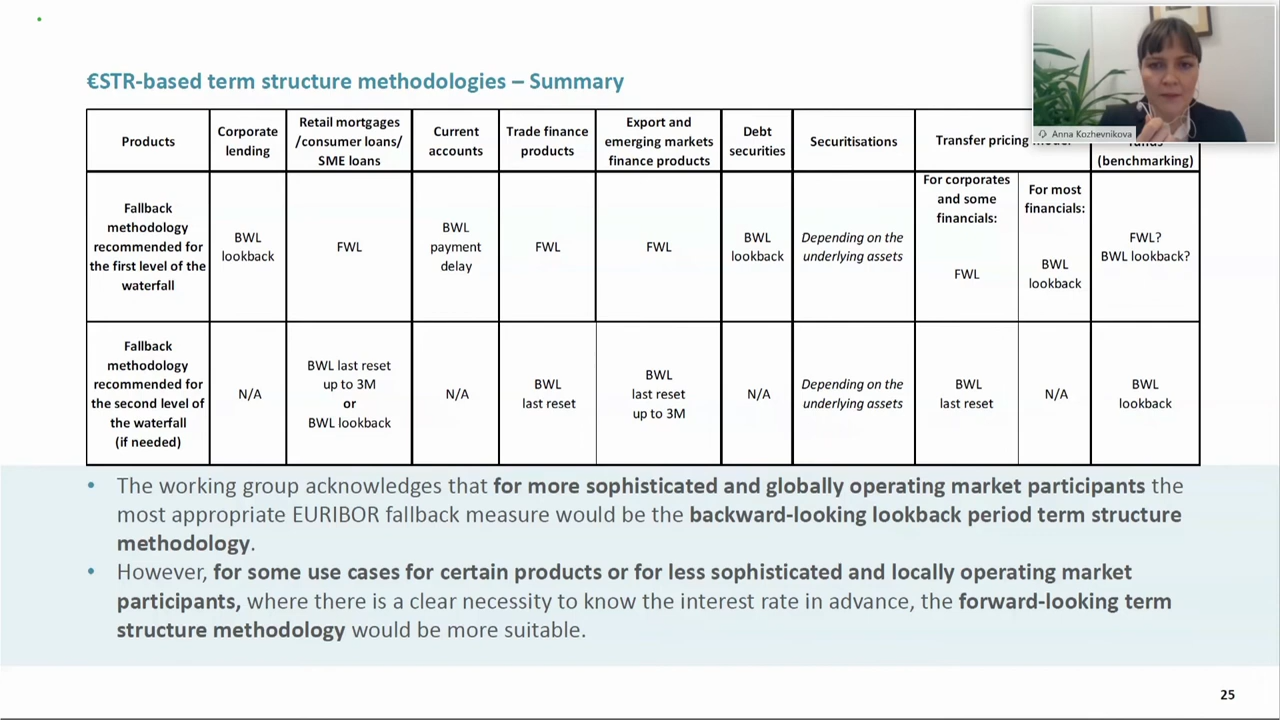 €STR-based term structure methodologies – Summary
Anna Kozhevnikova
Products
Corporate
lending
Retail mortgages
/consumer loans/
SME loans
Current
accounts
Trade finance
products
Export and
emerging markets
finance products
Debt
securities
Securitisations
Transfer pricing
(benchmarking)
Fallback
methodology
recommended for
the first level of the
waterfall
BWL
lookback
FWL
BWL
payment
delay
FWL
FWL
BWL
lookback
Depending on the
underlying assets
For corporates
and some
financials:
FWL
For most
financials:
BWL
lookback
FWL?
BWL lookback?
Fallback
methodology
recommended for
the second level of
the waterfall
(if needed)
N/A
BWL last reset
up to 3M
or
BWL lookback
N/A
BWL
last reset
BWL
last reset
up to 3M
N/A
Depending on the
underlying assets
BWL
last reset
N/A
BWL
lookback
• The working group acknowledges that for more sophisticated and globally operating market participants the
most appropriate EURIBOR fallback measure would be the backward-looking lookback period term structure
methodology.
• However, for some use cases for certain products or for less sophisticated and locally operating market
participants, where there is a clear necessity to know the interest rate in advance, the forward-looking term
structure methodology would be more suitable.
25